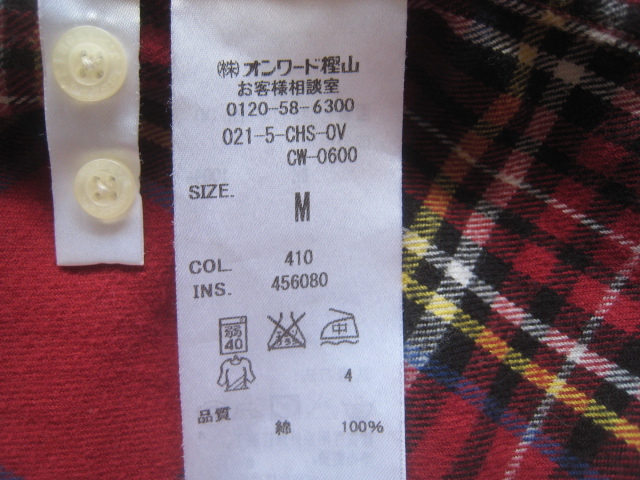 ㈱オンワード樫山
お客様相談室
0120-58-6300
021-5-CHS-OV
CW-0600
SIZE.
M
COL. 410
INS. 456080
弱
40
中
4
品質 綿 100%